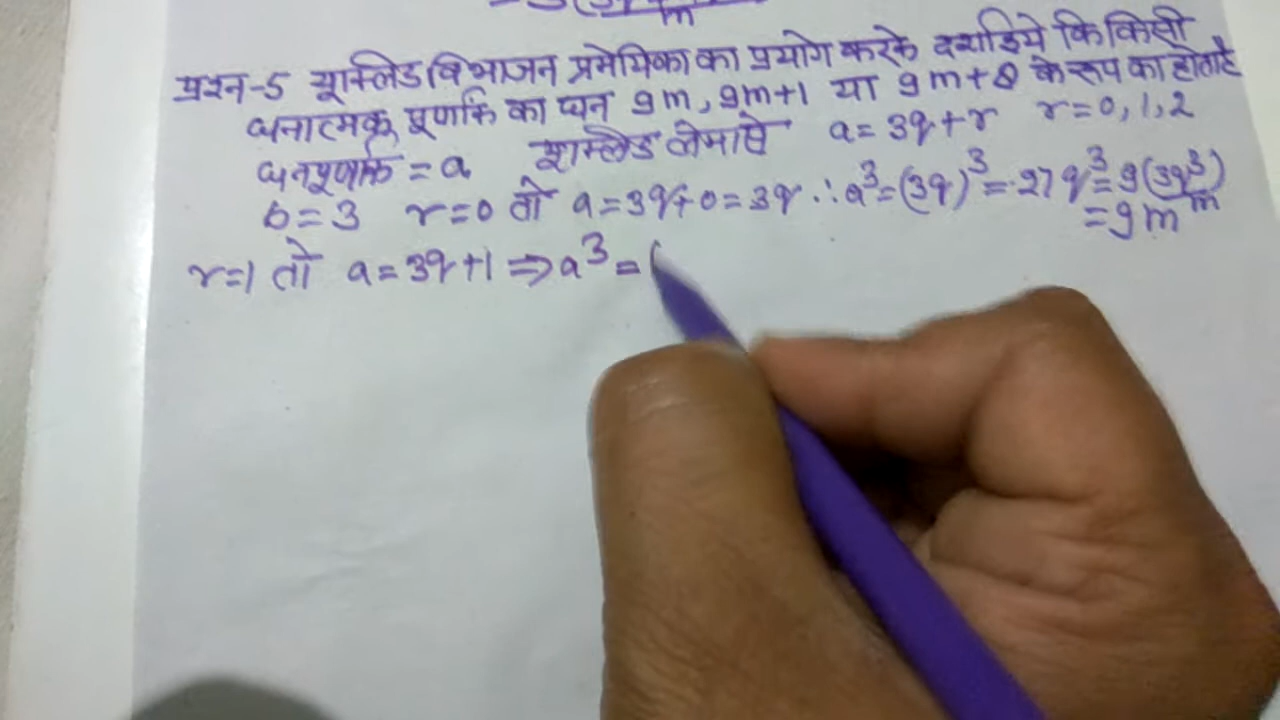 m
प्रश्न-5 यूक्लिड विभाजन प्रमेयिका का प्रयोग करके दर्शाइये कि किसी
धनात्मक पूर्णांक का घन 9m, 9m+1 या 9m+8 के रूप का होता है
धनपूर्णांक = a यूक्लिड लेमा से a = 3q+r r=0,1,2
b=3 r=0 तो a=3q+0=3q ∴a³=(3q)³=27q³=9(3q³)
m
=9m
r=1 तो a=3q+1⇒a³=(